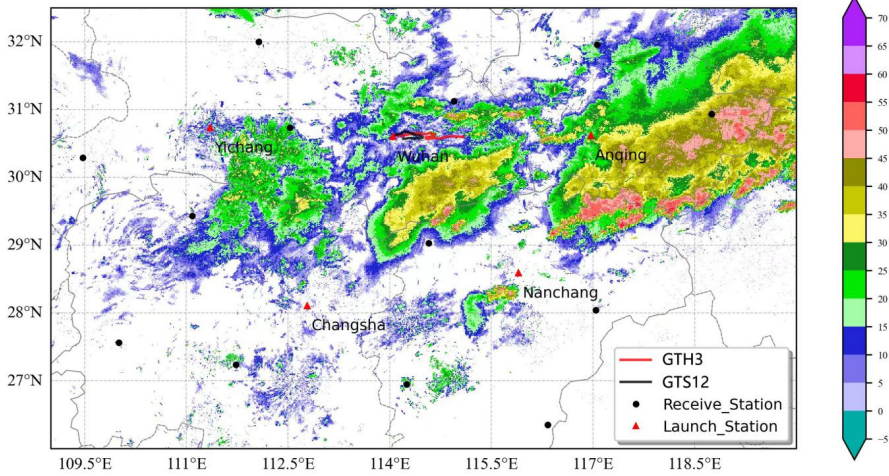 32°N
31°N
30°N
29°N
28°N
27°N
109.5°E 111°E 112.5°E 114°E 115.5°E 117°E 118.5°E
Yichang
Wuhan
Anqing
Nanchang
Changsha
GTH3
GTS12
Receive_Station
Launch_Station
70
65
60
55
50
45
40
35
30
25
20
15
10
5
0
−5